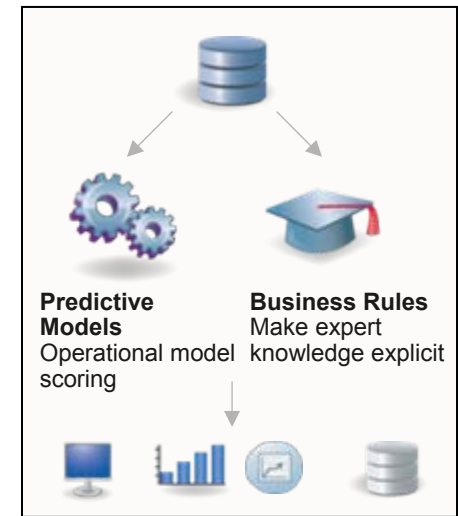 Predictive
Models
Operational model
scoring
Business Rules
Make expert
knowledge explicit